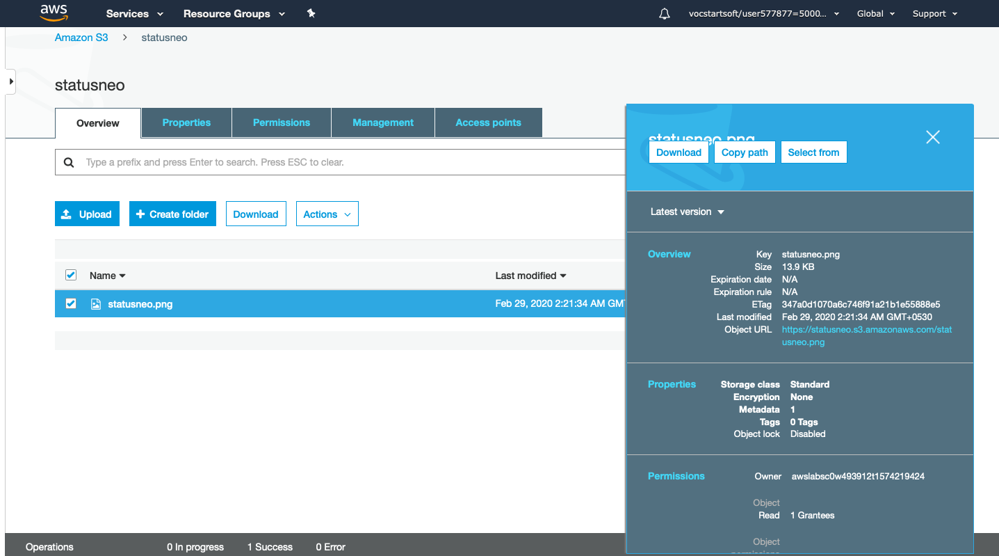 aws Services Resource Groups vocstartsoft/user577877=5000... Global Support
Amazon S3 statusneo
statusneo
Overview Properties Permissions Management Access points
Type a prefix and press Enter to search. Press ESC to clear.
Upload Create folder Download Actions
Name Last modified
statusneo.png Feb 29, 2020 2:21:34 AM GMT
statusneo.png
Download Copy path Select from
Latest version
Overview Key statusneo.png
Size 13.9 KB
Expiration date N/A
Expiration rule N/A
ETag 347a0d1070a6c746f91a21b1e55888e5
Last modified Feb 29, 2020 2:21:34 AM GMT+0530
Object URL https://statusneo.s3.amazonaws.com/stat
usneo.png
Properties Storage class Standard
Encryption None
Metadata 1
Tags 0 Tags
Object lock Disabled
Permissions Owner awslabsc0w493912t1574219424
Object
Read 1 Grantees
Object
permissions
Operations 0 In progress 1 Success 0 Error